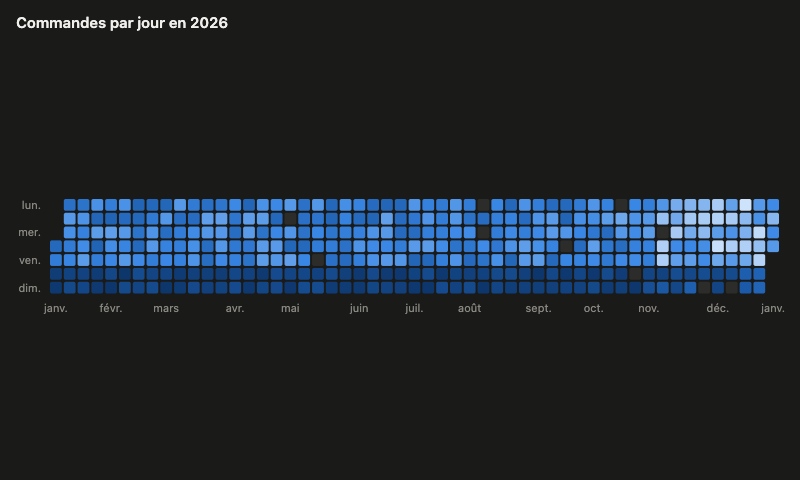 Commandes par jour en 2026
lun.
mer.
ven.
dim.
janv. févr. mars avr. mai juin juil. août sept. oct. nov. déc. janv.